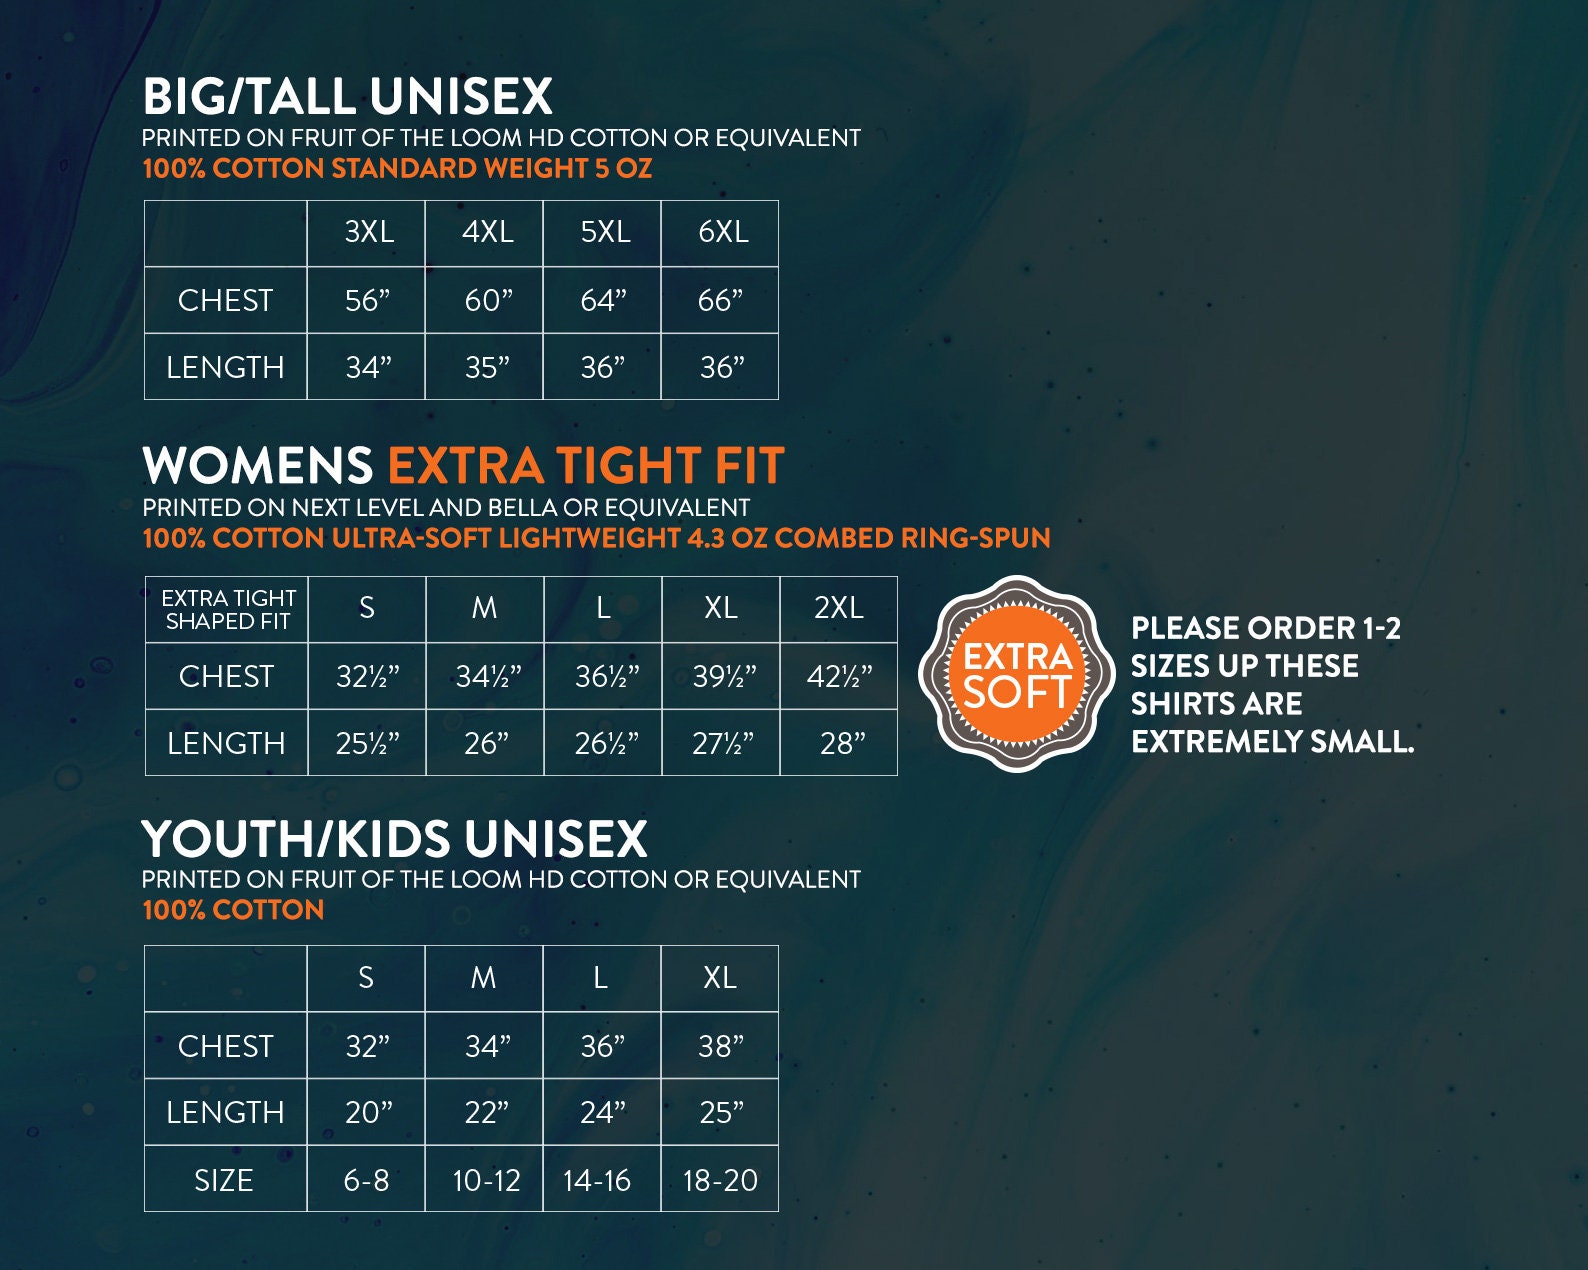 BIG/TALL UNISEX
PRINTED ON FRUIT OF THE LOOM HD COTTON OR EQUIVALENT
100% COTTON STANDARD WEIGHT 5 OZ
3XL 4XL 5XL 6XL
CHEST 56” 60” 64” 66”
LENGTH 34” 35” 36” 36”
WOMENS EXTRA TIGHT FIT
PRINTED ON NEXT LEVEL AND BELLA OR EQUIVALENT
100% COTTON ULTRA-SOFT LIGHTWEIGHT 4.3 OZ COMBED RING-SPUN
EXTRA TIGHT
SHAPED FIT
S M L XL 2XL
CHEST 32½” 34½” 36½” 39½” 42½”
LENGTH 25½” 26” 26½” 27½” 28”
EXTRA
SOFT
PLEASE ORDER 1-2
SIZES UP THESE
SHIRTS ARE
EXTREMELY SMALL.
YOUTH/KIDS UNISEX
PRINTED ON FRUIT OF THE LOOM HD COTTON OR EQUIVALENT
100% COTTON
S M L XL
CHEST 32” 34” 36” 38”
LENGTH 20” 22” 24” 25”
SIZE 6-8 10-12 14-16 18-20